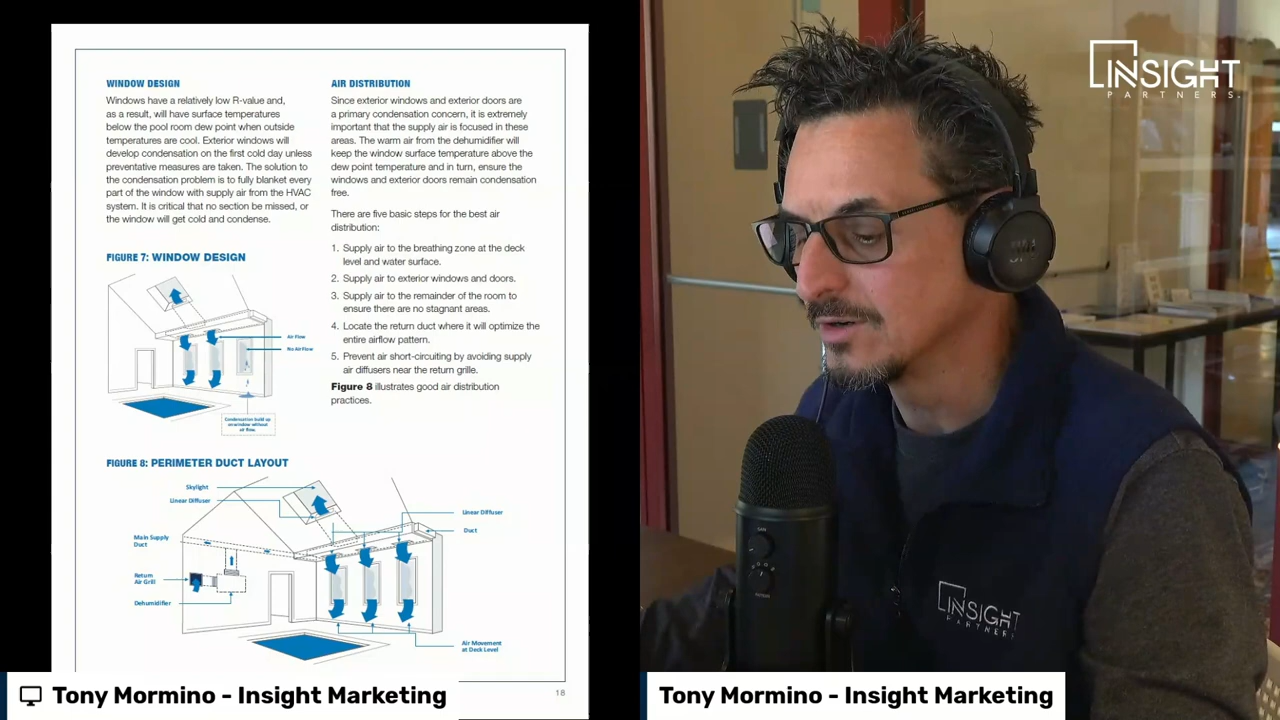 WINDOW DESIGN
Windows have a relatively low R-value and,
as a result, will have surface temperatures
below the pool room dew point when outside
temperatures are cool. Exterior windows will
develop condensation on the first cold day unless
preventative measures are taken. The solution to
the condensation problem is to fully blanket every
part of the window with supply air from the HVAC
system. It is critical that no section be missed, or
the window will get cold and condense.
FIGURE 7: WINDOW DESIGN
Air Flow
No Air Flow
Condensation build up
on window without
air flow.
AIR DISTRIBUTION
Since exterior windows and exterior doors are
a primary condensation concern, it is extremely
important that the supply air is focused in these
areas. The warm air from the dehumidifier will
keep the window surface temperature above the
dew point temperature and in turn, ensure the
windows and exterior doors remain condensation
free.
There are five basic steps for the best air
distribution:
1. Supply air to the breathing zone at the deck
level and water surface.
2. Supply air to exterior windows and doors.
3. Supply air to the remainder of the room to
ensure there are no stagnant areas.
4. Locate the return duct where it will optimize the
entire airflow pattern.
5. Prevent air short-circuiting by avoiding supply
air diffusers near the return grille.
Figure 8 illustrates good air distribution
practices.
FIGURE 8: PERIMETER DUCT LAYOUT
Skylight
Linear Diffuser
Main Supply
Duct
Return
Air Grill
Dehumidifier
Linear Diffuser
Duct
Air Movement
at Deck Level
18
Tony Mormino - Insight Marketing
INSIGHT
PARTNERS.
JBL
GAIN
PATTERN
INSIGHT
PARTNERS
Tony Mormino - Insight Marketing